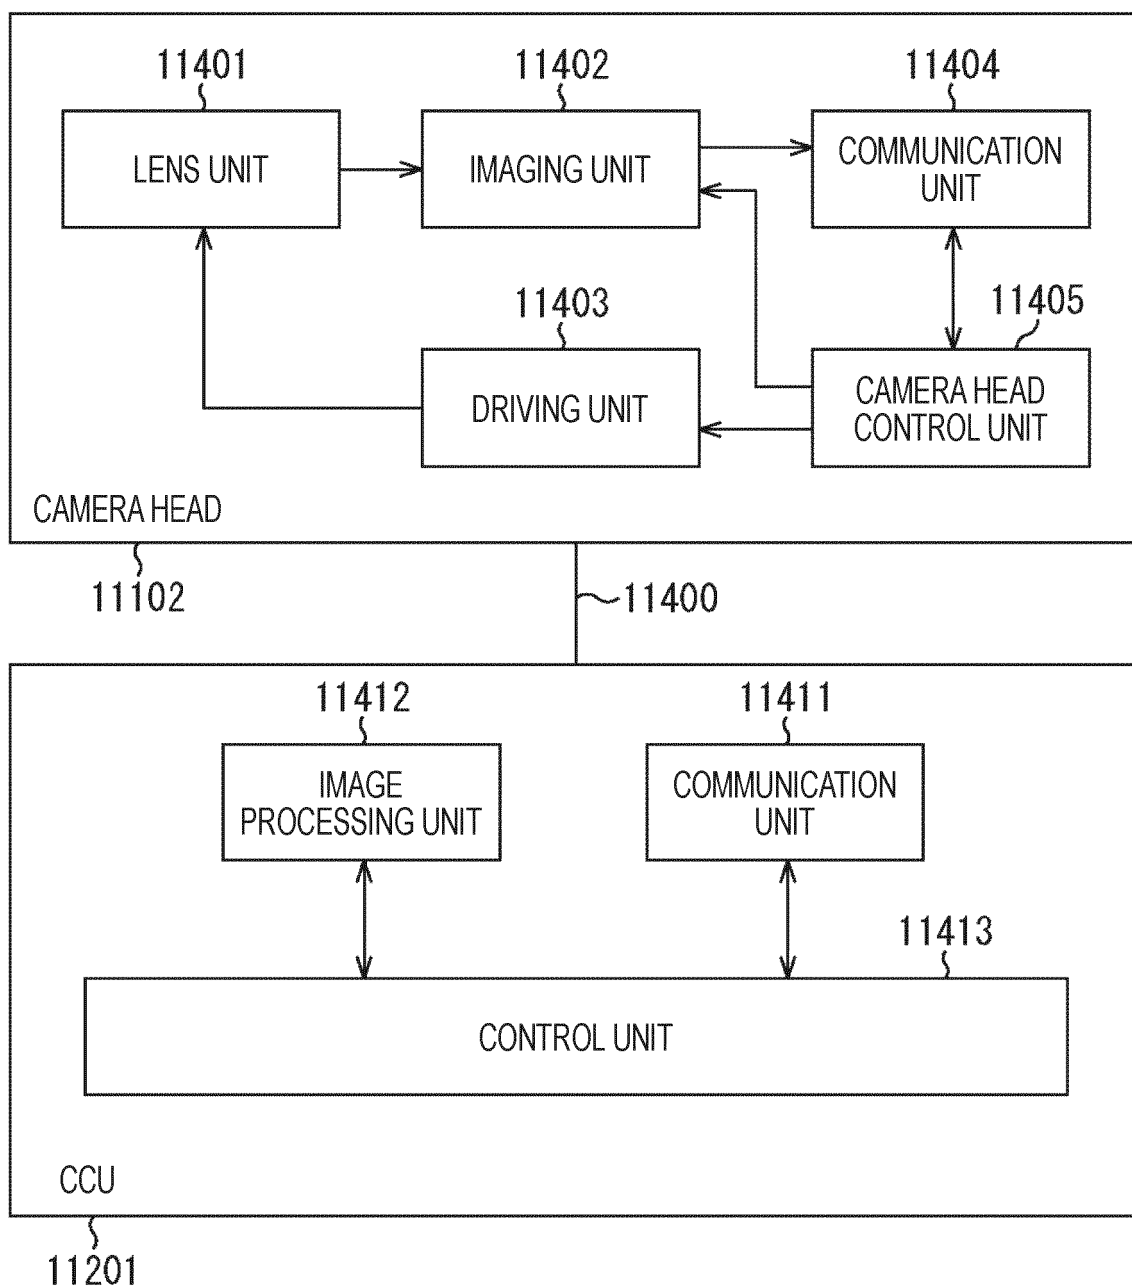 11401
11402
11404
LENS UNIT
IMAGING UNIT
COMMUNICATION
UNIT
11403
11405
DRIVING UNIT
CAMERA HEAD
CONTROL UNIT
CAMERA HEAD
11102
11400
11412
11411
IMAGE
PROCESSING UNIT
COMMUNICATION
UNIT
11413
CONTROL UNIT
CCU
11201